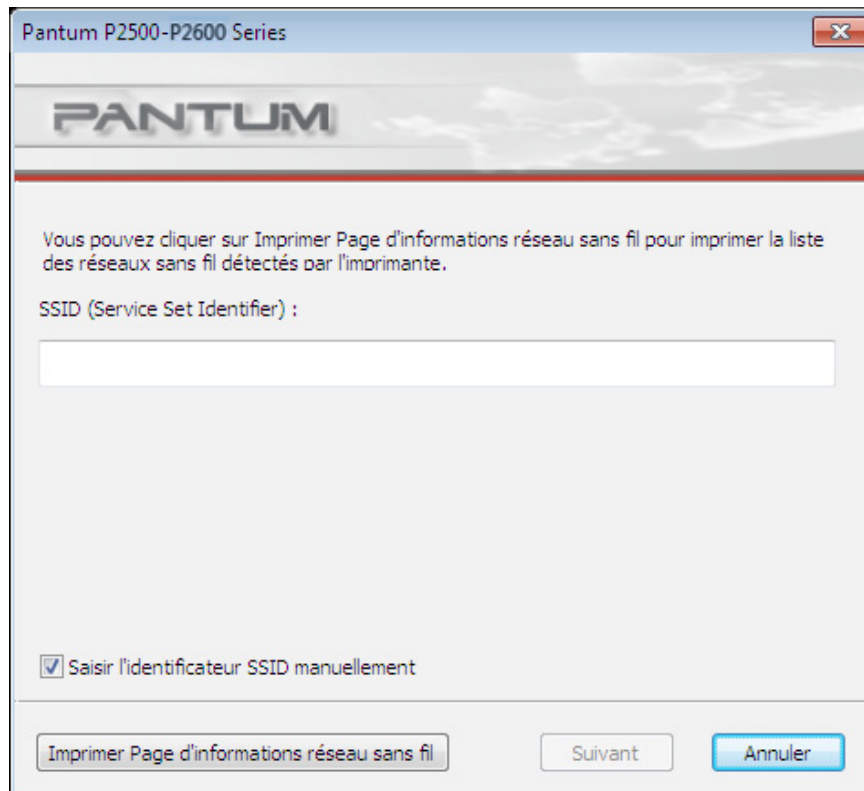 Pantum P2500-P2600 Series
PANTUM
Vous pouvez cliquer sur Imprimer Page d'informations réseau sans fil pour imprimer la liste
des réseaux sans fil détectés par l'imprimante.
SSID (Service Set Identifier) :
Saisir l'identificateur SSID manuellement
Imprimer Page d'informations réseau sans fil
Suivant
Annuler